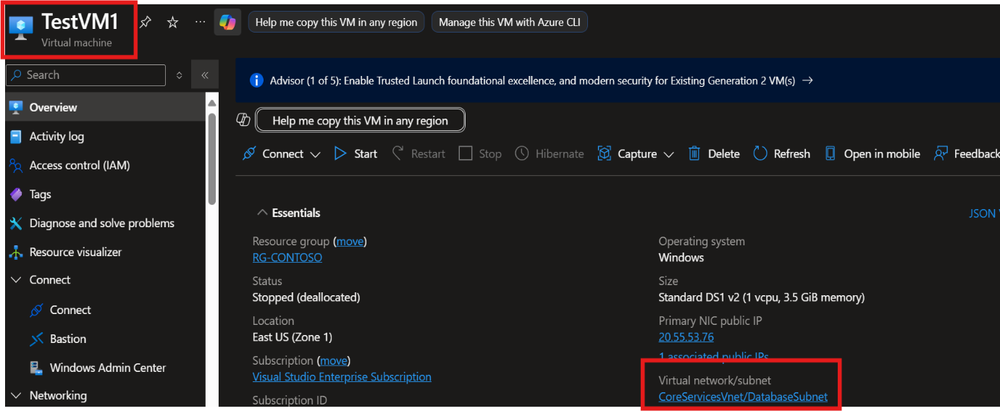 TestVM1
Virtual machine
...
Help me copy this VM in any region
Manage this VM with Azure CLI
Search
Overview
Activity log
Access control (IAM)
Tags
Diagnose and solve problems
Resource visualizer
Connect
Connect
Bastion
Windows Admin Center
Networking
Advisor (1 of 5): Enable Trusted Launch foundational excellence, and modern security for Existing Generation 2 VM(s) →
Help me copy this VM in any region
Connect Start Restart Stop Hibernate Capture Delete Refresh Open in mobile Feedback
Essentials
JSON
Resource group (move)
RG-CONTOSO
Status
Stopped (deallocated)
Location
East US (Zone 1)
Subscription (move)
Visual Studio Enterprise Subscription
Subscription ID
Operating system
Windows
Size
Standard DS1 v2 (1 vcpu, 3.5 GiB memory)
Primary NIC public IP
20.55.53.76
1 associated public IPs
Virtual network/subnet
CoreServicesVnet/DatabaseSubnet